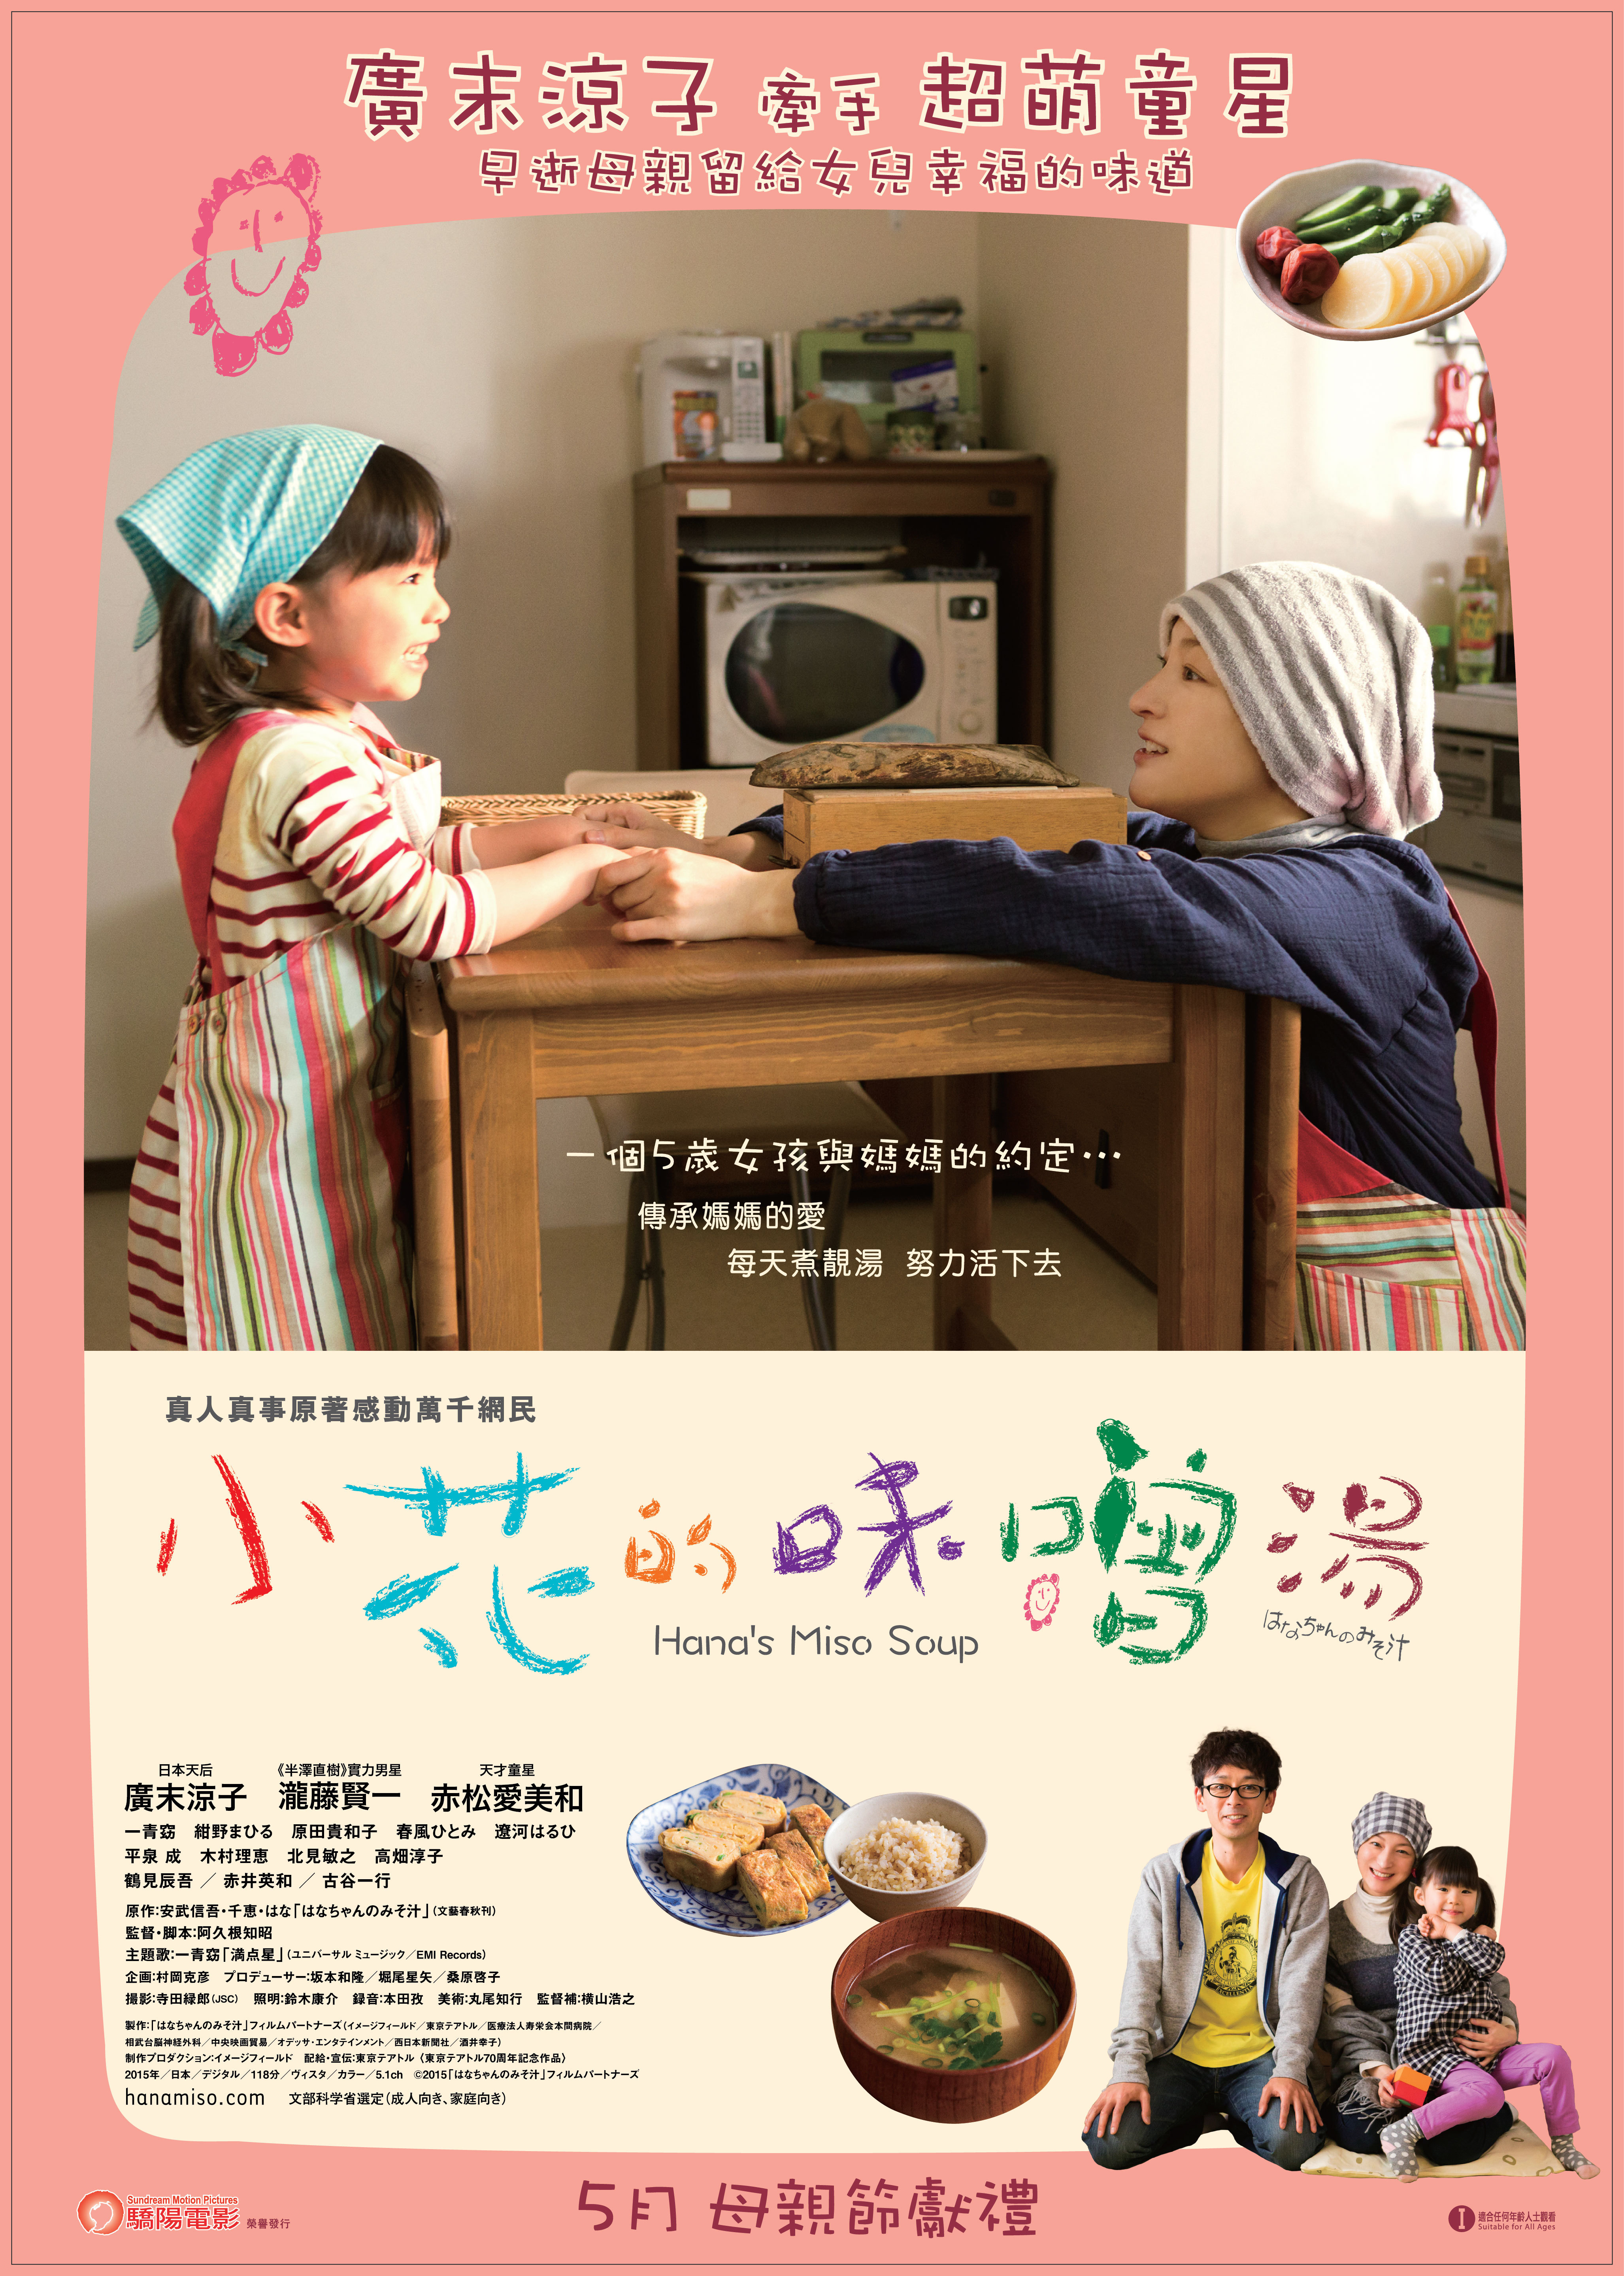 廣末涼子 牽手 超萌童星
早逝母親留給女兒幸福的味道
一個5歲女孩與媽媽的約定…
傳承媽媽的愛
每天煮靚湯 努力活下去
真人真事原著感動萬千網民
小花的味噌湯
Hana's Miso Soup
はなちゃんのみそ汁
日本天后 《半澤直樹》實力男星 天才童星
廣末涼子 瀧藤賢一 赤松愛美和
一青窈 紺野まひる 原田貴和子 春風ひとみ 遼河はるひ
平泉 成 木村理恵 北見敏之 高畑淳子
鶴見辰吾 ／ 赤井英和 ／ 古谷一行
原作:安武信吾・千恵・はな「はなちゃんのみそ汁」(文藝春秋刊)
監督・脚本:阿久根知昭
主題歌:一青窈「満点星」(ユニバーサル ミュージック／EMI Records)
企画:村岡克彦 プロデューサー:坂本和隆／堀尾星矢／桑原啓子
撮影:寺田緑郎(JSC) 照明:鈴木康介 録音:本田孜 美術:丸尾知行 監督補:横山浩之
製作:「はなちゃんのみそ汁」フィルムパートナーズ(イメージフィールド／東京テアトル／医療法人寿栄会本間病院／
相武台脳神経外科／中央映画貿易／オデッサ・エンタテインメント／西日本新聞社／酒井幸子)
制作プロダクション:イメージフィールド 配給・宣伝:東京テアトル 〈東京テアトル70周年記念作品〉
2015年／日本／デジタル／118分／ヴィスタ／カラー／5.1ch ©2015「はなちゃんのみそ汁」フィルムパートナーズ
hanamiso.com 文部科学省選定(成人向き、家庭向き)
5月 母親節獻禮
Sundream Motion Pictures
驕陽電影 榮譽發行
I 適合任何年齡人士觀看
Suitable for All Ages